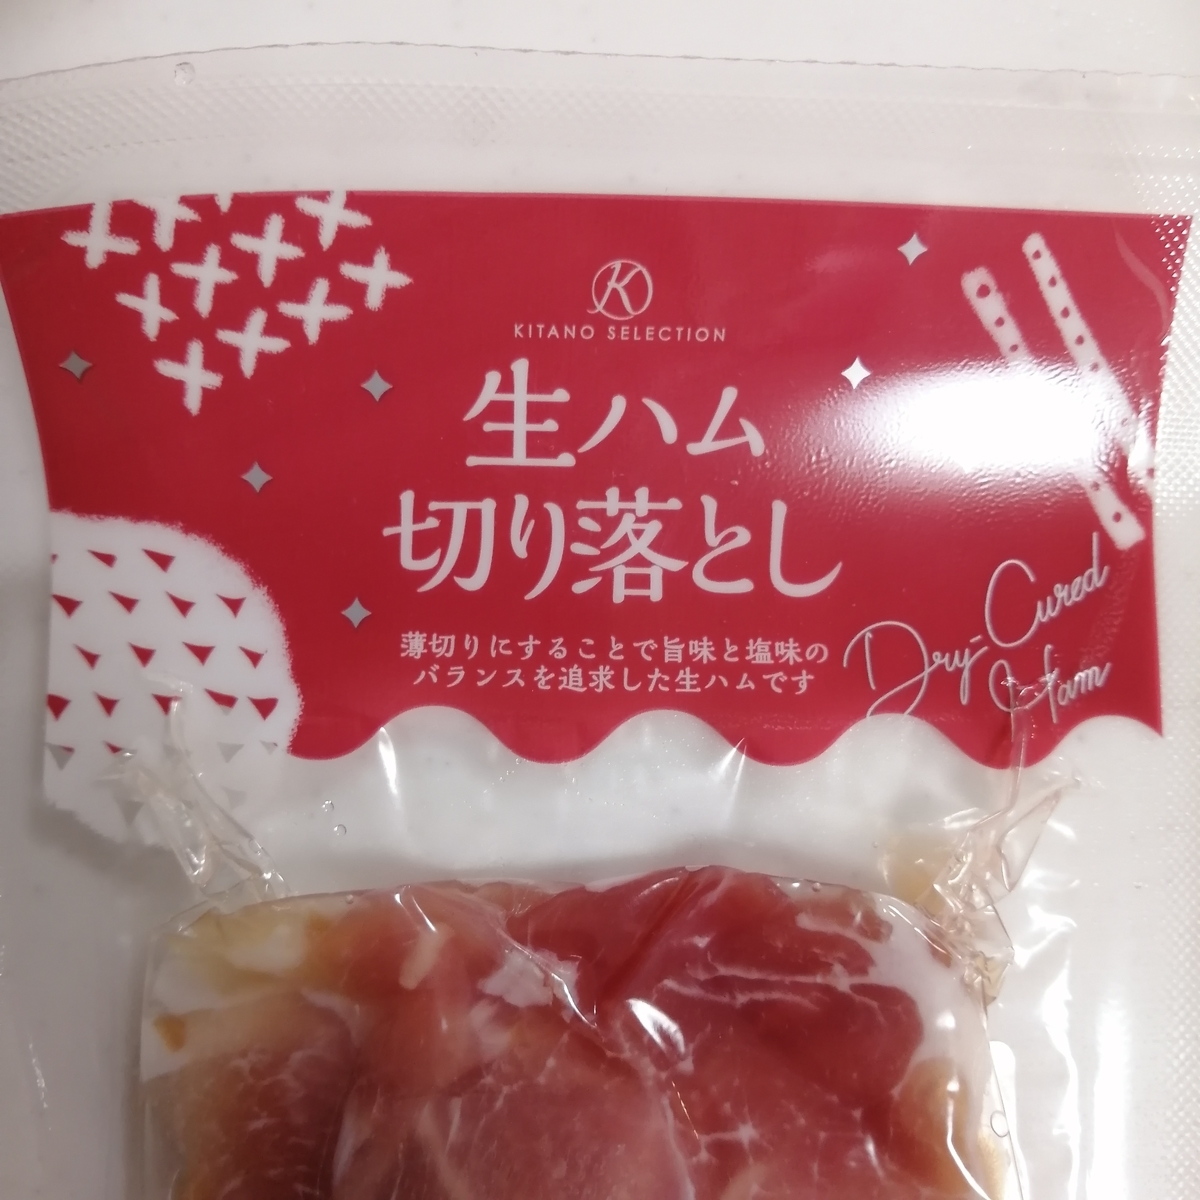 K
KITANO SELECTION
生ハム
切り落とし
薄切りにすることで旨味と塩味の
バランスを追求した生ハムです
Dry-Cured
Ham